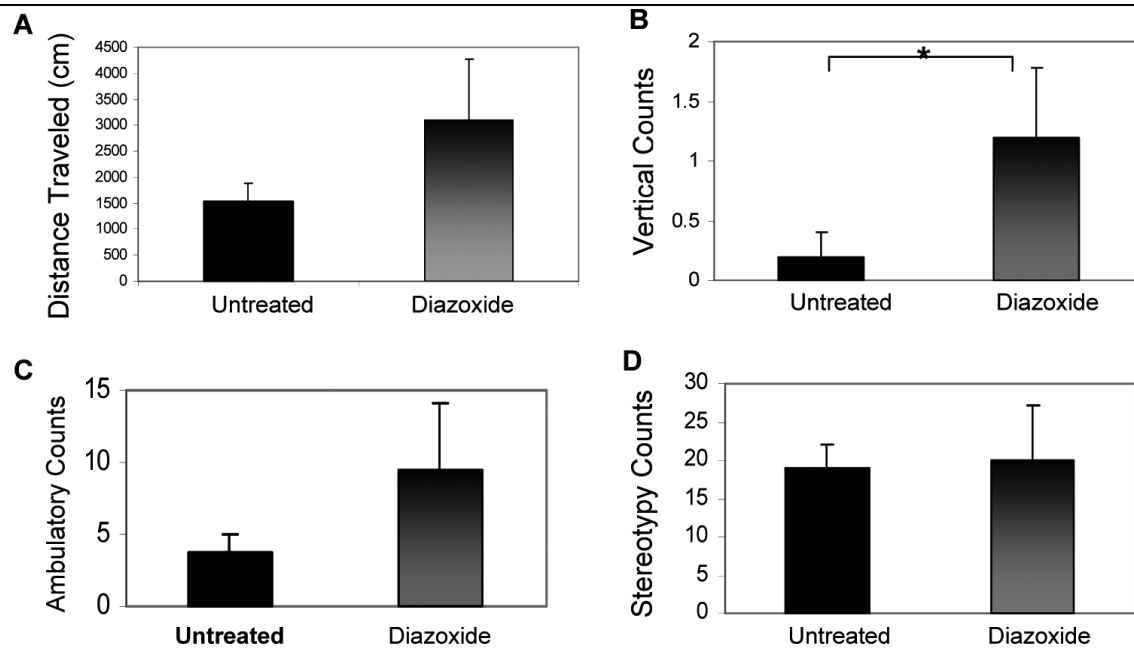 A
Distance Traveled (cm)
4500
4000
3500
3000
2500
2000
1500
1000
500
0
Untreated Diazoxide
B
Vertical Counts
2
1.5
1
0.5
0
*
Untreated Diazoxide
C
Ambulatory Counts
15
10
5
0
Untreated Diazoxide
D
Stereotypy Counts
30
25
20
15
10
5
0
Untreated Diazoxide